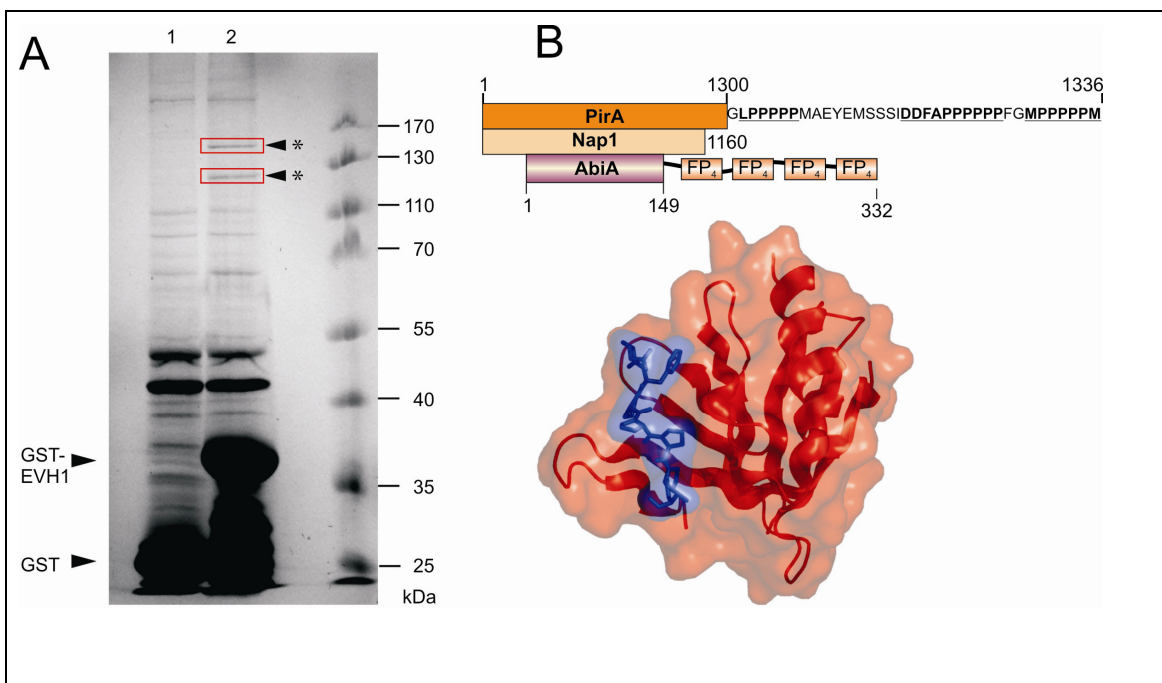 A
1 2
* 170
130
* 110
70
55
40
GST-
EVH1
35
GST
25
kDa
B
1 1300 1336
PirA GLPPPPPMAEYEMSSSIDDFAPPPPPPFGMPPPPPM
Nap1 1160
AbiA FP4 FP4 FP4 FP4
1 149 332